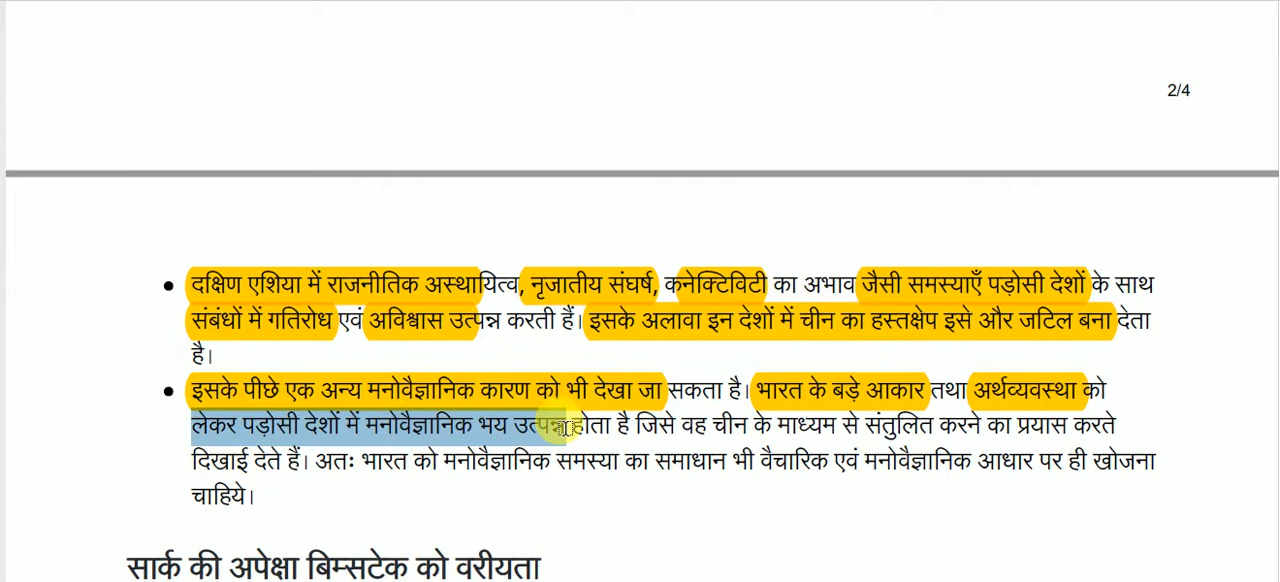 2/4
● दक्षिण एशिया में राजनीतिक अस्थायित्व, नृजातीय संघर्ष, कनेक्टिविटी का अभाव जैसी समस्याएँ पड़ोसी देशों के साथ
संबंधों में गतिरोध एवं अविश्वास उत्पन्न करती हैं। इसके अलावा इन देशों में चीन का हस्तक्षेप इसे और जटिल बना देता
है।
● इसके पीछे एक अन्य मनोवैज्ञानिक कारण को भी देखा जा सकता है। भारत के बड़े आकार तथा अर्थव्यवस्था को
लेकर पड़ोसी देशों में मनोवैज्ञानिक भय उत्पन्न होता है जिसे वह चीन के माध्यम से संतुलित करने का प्रयास करते
दिखाई देते हैं। अतः भारत को मनोवैज्ञानिक समस्या का समाधान भी वैचारिक एवं मनोवैज्ञानिक आधार पर ही खोजना
चाहिये।
सार्क की अपेक्षा बिम्सटेक को वरीयता